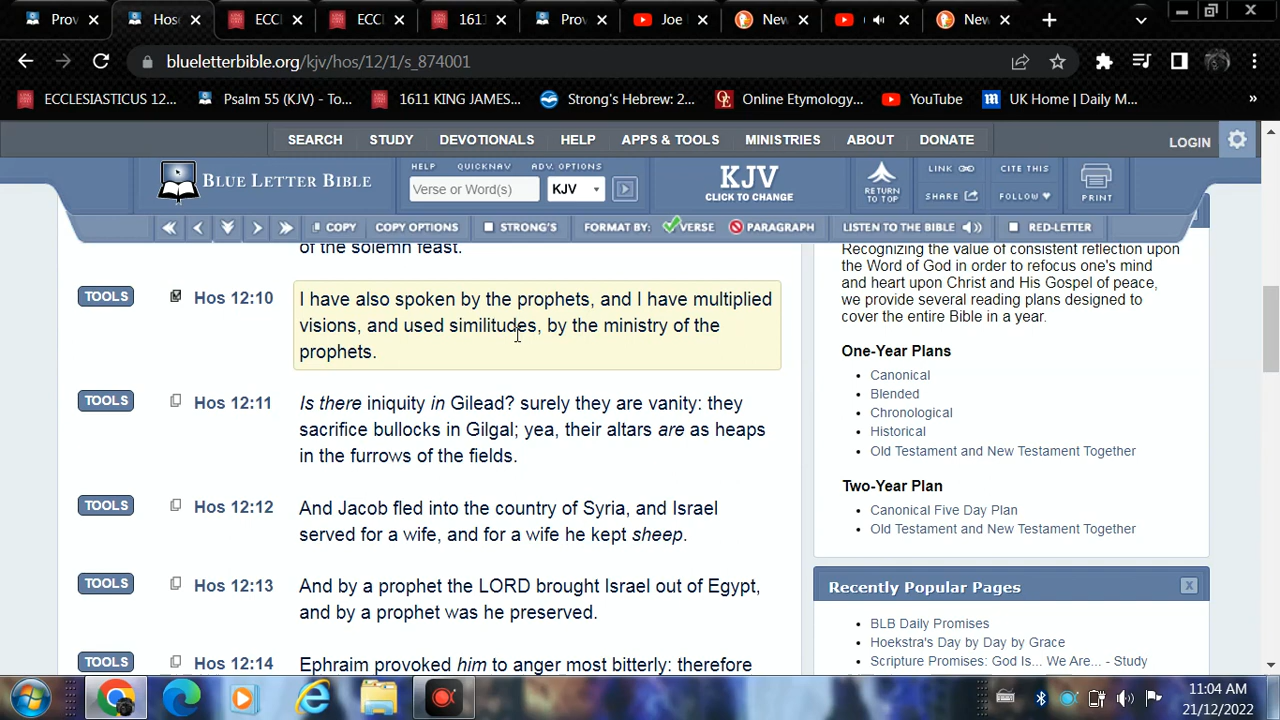 Prov
Hose
ECCL
ECCL
1611
Prov
Joe
New
New
blueletterbible.org/kjv/hos/12/1/s_874001
ECCLESIASTICUS 12...
Psalm 55 (KJV) - To...
1611 KING JAMES...
Strong's Hebrew: 2...
Online Etymology...
YouTube
UK Home | Daily M...
»
SEARCH STUDY DEVOTIONALS HELP APPS & TOOLS MINISTRIES ABOUT DONATE LOGIN
BLUE LETTER BIBLE
HELP QUICKNAV ADV. OPTIONS
Verse or Word(s) KJV
KJV
CLICK TO CHANGE
RETURN
TO TOP
LINK
SHARE
CITE THIS
FOLLOW
PRINT
COPY COPY OPTIONS STRONG'S FORMAT BY: VERSE PARAGRAPH LISTEN TO THE BIBLE RED-LETTER
of the solemn feast.
TOOLS Hos 12:10 I have also spoken by the prophets, and I have multiplied
visions, and used similitudes, by the ministry of the
prophets.
TOOLS Hos 12:11 Is there iniquity in Gilead? surely they are vanity: they
sacrifice bullocks in Gilgal; yea, their altars are as heaps
in the furrows of the fields.
TOOLS Hos 12:12 And Jacob fled into the country of Syria, and Israel
served for a wife, and for a wife he kept sheep.
TOOLS Hos 12:13 And by a prophet the LORD brought Israel out of Egypt,
and by a prophet was he preserved.
TOOLS Hos 12:14 Ephraim provoked him to anger most bitterly: therefore
Recognizing the value of consistent reflection upon
the Word of God in order to refocus one's mind
and heart upon Christ and His Gospel of peace,
we provide several reading plans designed to
cover the entire Bible in a year.
One-Year Plans
Canonical
Blended
Chronological
Historical
Old Testament and New Testament Together
Two-Year Plan
Canonical Five Day Plan
Old Testament and New Testament Together
Recently Popular Pages
BLB Daily Promises
Hoekstra's Day by Day by Grace
Scripture Promises: God Is... We Are... - Study
11:04 AM
21/12/2022